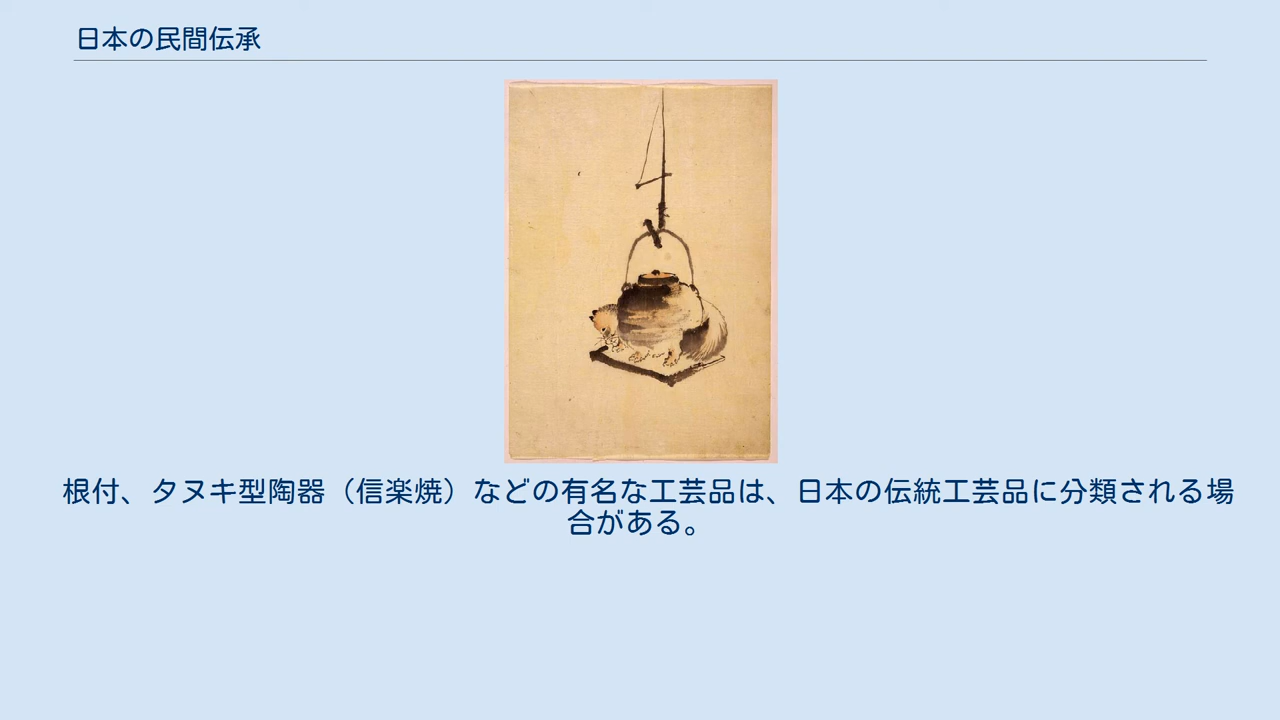 日本の民間伝承
根付、タヌキ型陶器（信楽焼）などの有名な工芸品は、日本の伝統工芸品に分類される場
合がある。